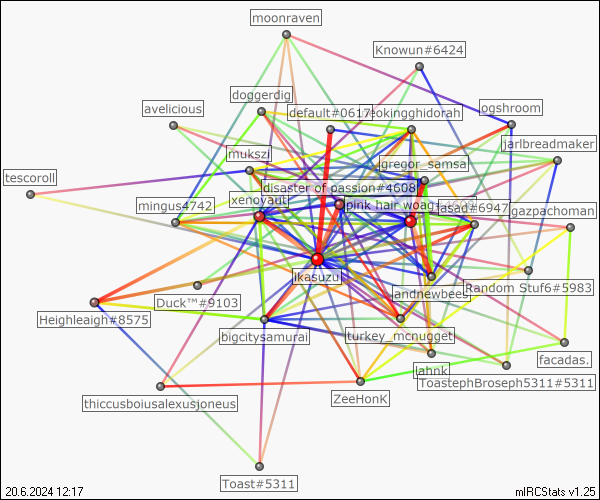 moonraven
Knowun#6424
doggerdig
avelicious
default#0617
eokingghidorah
ogshroom
jarlbreadmaker
mukszi
gregor_samsa
tescoroll
disaster of passion#4608
xenoyaut
pink hair woag
mingus4742
asad#6947
gazpachoman
ikasuzu
landnewbees
Random Stuf6#5983
Duck™#9103
Heighleaigh#8575
bigcitysamurai
turkey_mcnugget
facadas.
Jahnk
ToastephBroseph5311#5311
thiccusboiusalexusjoneus
ZeeHonK
Toast#5311
20.6.2024 12:17
mIRCStats v1.25